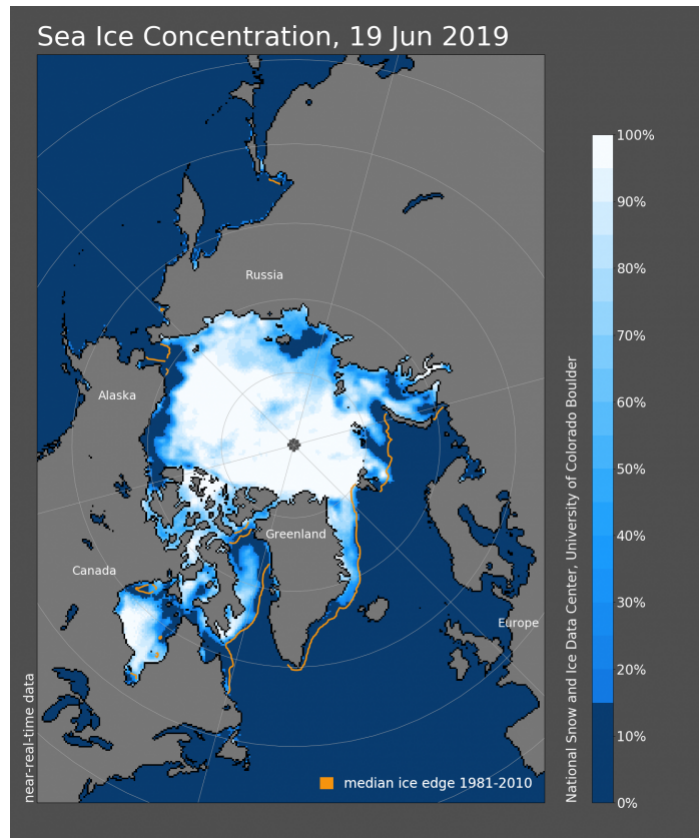 Sea Ice Concentration, 19 Jun 2019
Russia
Alaska
Greenland
Canada
Europe
near-real-time data
median ice edge 1981-2010
National Snow and Ice Data Center, University of Colorado Boulder
100%
90%
80%
70%
60%
50%
40%
30%
20%
10%
0%